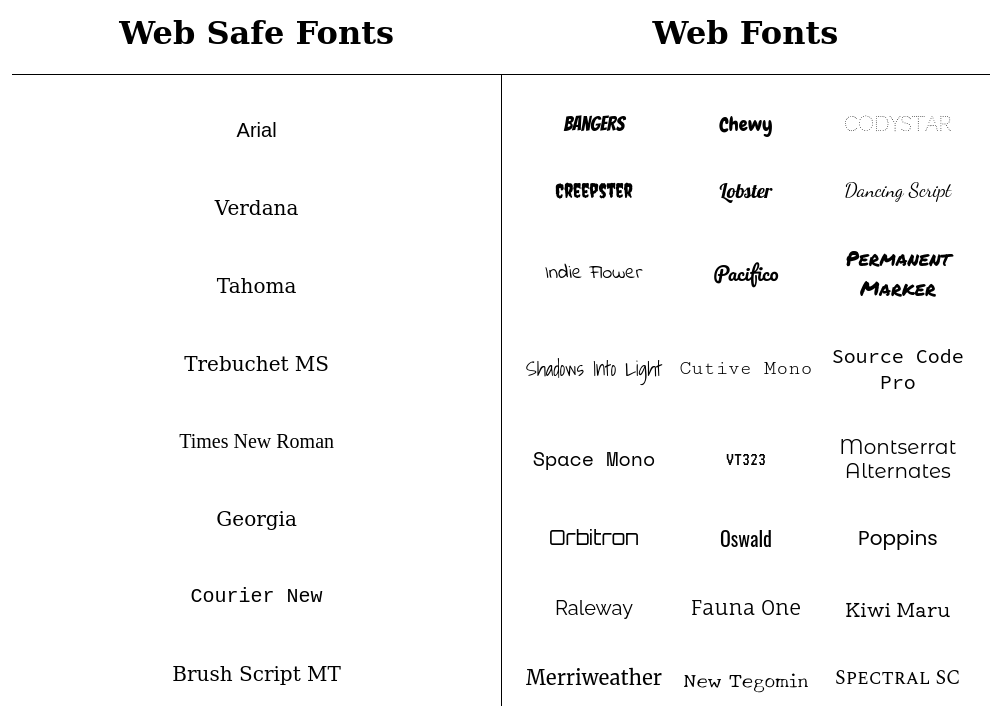 Web Safe Fonts
Web Fonts
Arial
Verdana
Tahoma
Trebuchet MS
Times New Roman
Georgia
Courier New
Brush Script MT
BANGERS Chewy CODYSTAR
CREEPSTER Lobster Dancing Script
Indie Flower Pacifico PERMANENT
MARKER
Shadows Into Light Cutive Mono Source Code
Pro
Space Mono VT323 Montserrat
Alternates
Orbitron Oswald Poppins
Raleway Fauna One Kiwi Maru
Merriweather New Tegomin SPECTRAL SC